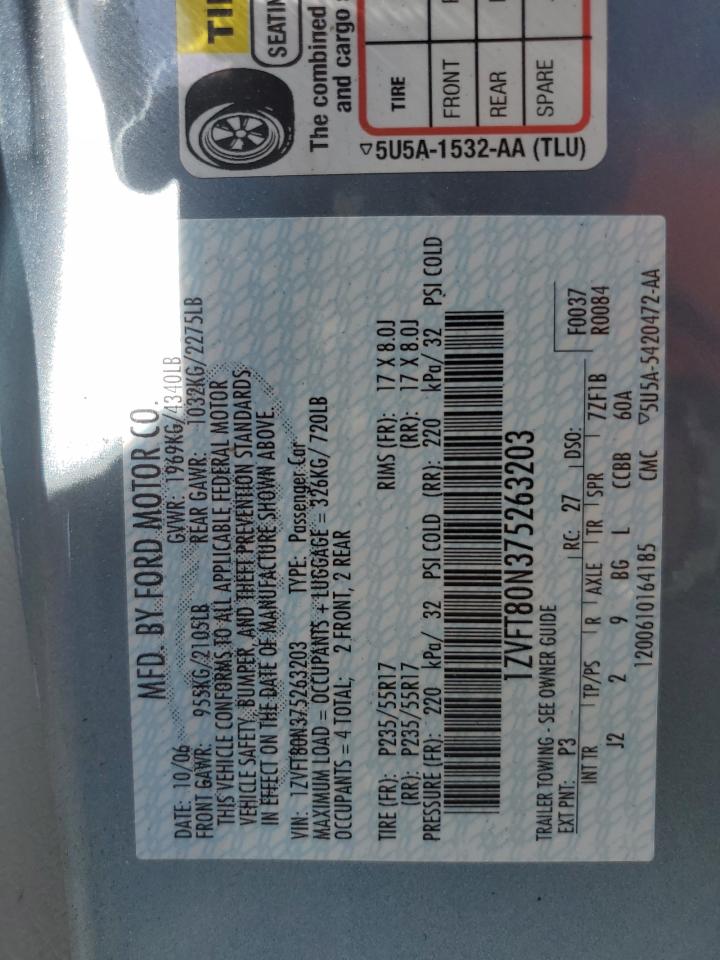 MFD. BY FORD MOTOR CO.
DATE: 10/06 GVWR: 1969KG/4340LB
FRONT GAWR: 955KG/2105LB REAR GAWR: 1032KG/2275LB
THIS VEHICLE CONFORMS TO ALL APPLICABLE FEDERAL MOTOR
VEHICLE SAFETY, BUMPER, AND THEFT PREVENTION STANDARDS
IN EFFECT ON THE DATE OF MANUFACTURE SHOWN ABOVE.
VIN: 1ZVFT80N375263203 TYPE: Passenger Car
MAXIMUM LOAD = OCCUPANTS + LUGGAGE = 326KG/ 720LB
OCCUPANTS = 4 TOTAL; 2 FRONT, 2 REAR
TIRE (FR): P235/55R17 RIMS (FR): 17 X 8.0J
(RR): P235/55R17 (RR): 17 X 8.0J
PRESSURE (FR): 220 kPa/ 32 PSI COLD (RR): 220 kPa/ 32 PSI COLD
1ZVFT80N375263203
TRAILER TOWING - SEE OWNER GUIDE
EXT PNT: P3 RC: 27 DSO: F0037
INT TR TP/PS R AXLE TR SPR 7ZF1B R0084
J2 2 9 BG L CCBB 60A
1200610164185 CMC ▽5U5A-5420472-AA
SEATIN
The combined
and cargo
TIRE
FRONT
REAR
SPARE
▽5U5A-1532-AA (TLU)